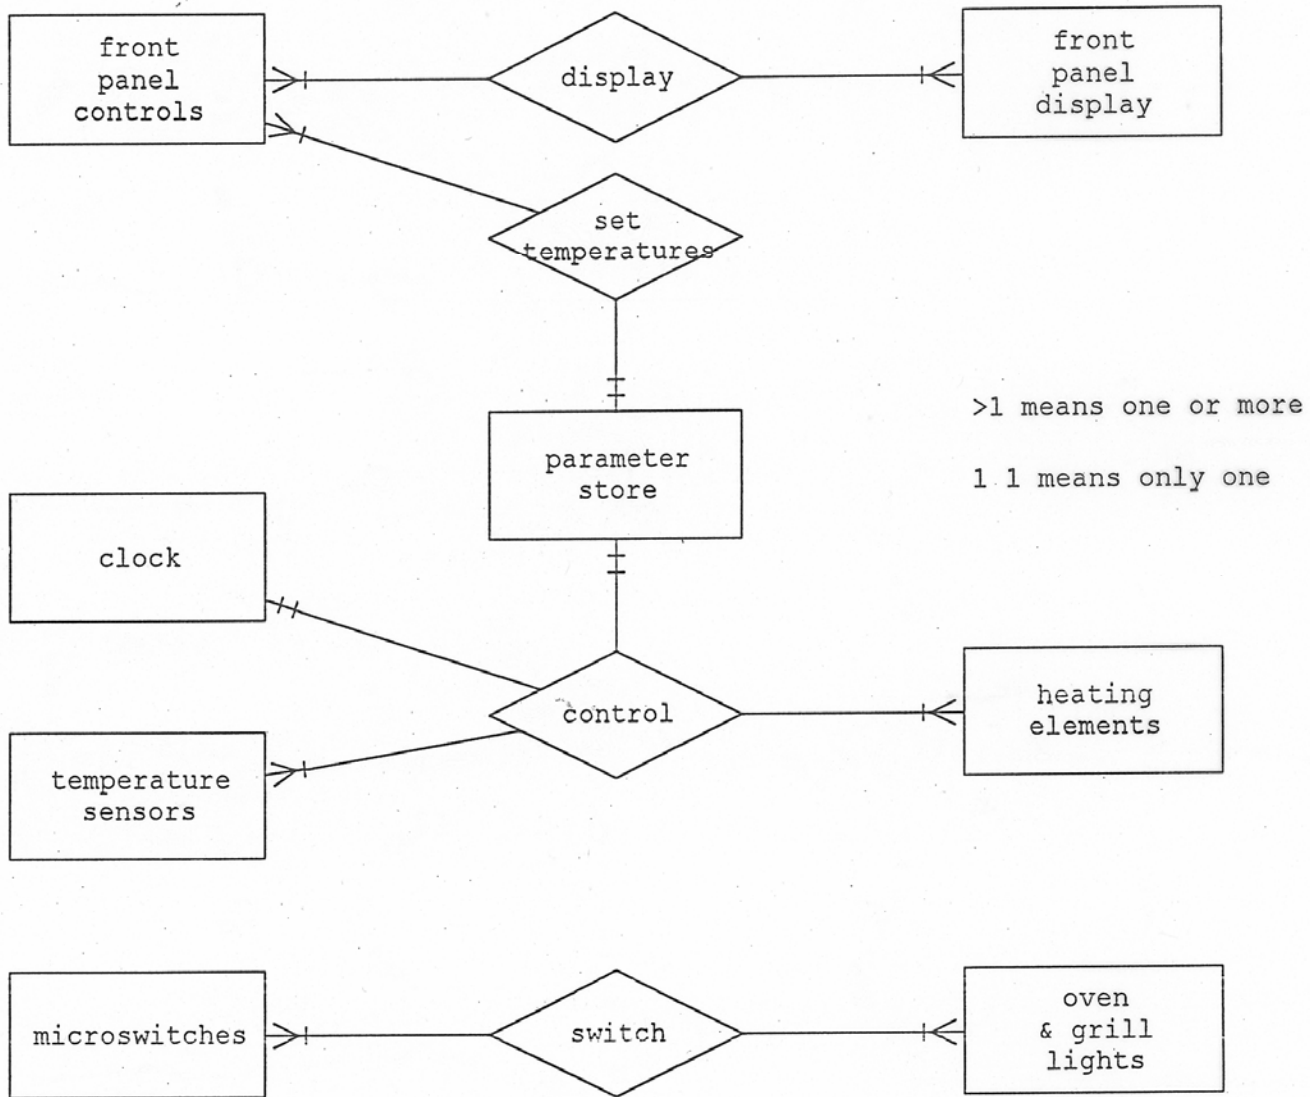 front
panel
controls
display
front
panel
display
set
temperatures
>1 means one or more
parameter
store
1 1 means only one
clock
control
heating
elements
temperature
sensors
microswitches
switch
oven
& grill
lights